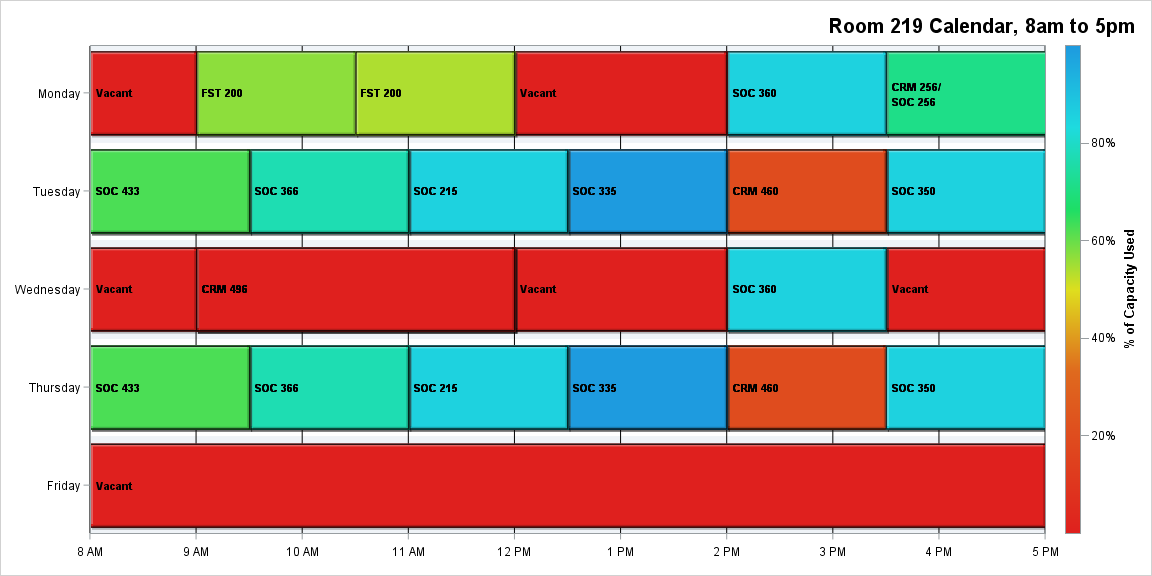 Room 219 Calendar, 8am to 5pm
Monday
Vacant
FST 200
FST 200
Vacant
SOC 360
CRM 256/
SOC 256
Tuesday
SOC 433
SOC 366
SOC 215
SOC 335
CRM 460
SOC 350
Wednesday
Vacant
CRM 496
Vacant
SOC 360
Vacant
Thursday
SOC 433
SOC 366
SOC 215
SOC 335
CRM 460
SOC 350
Friday
Vacant
8 AM
9 AM
10 AM
11 AM
12 PM
1 PM
2 PM
3 PM
4 PM
5 PM
80%
60%
40%
20%
% of Capacity Used